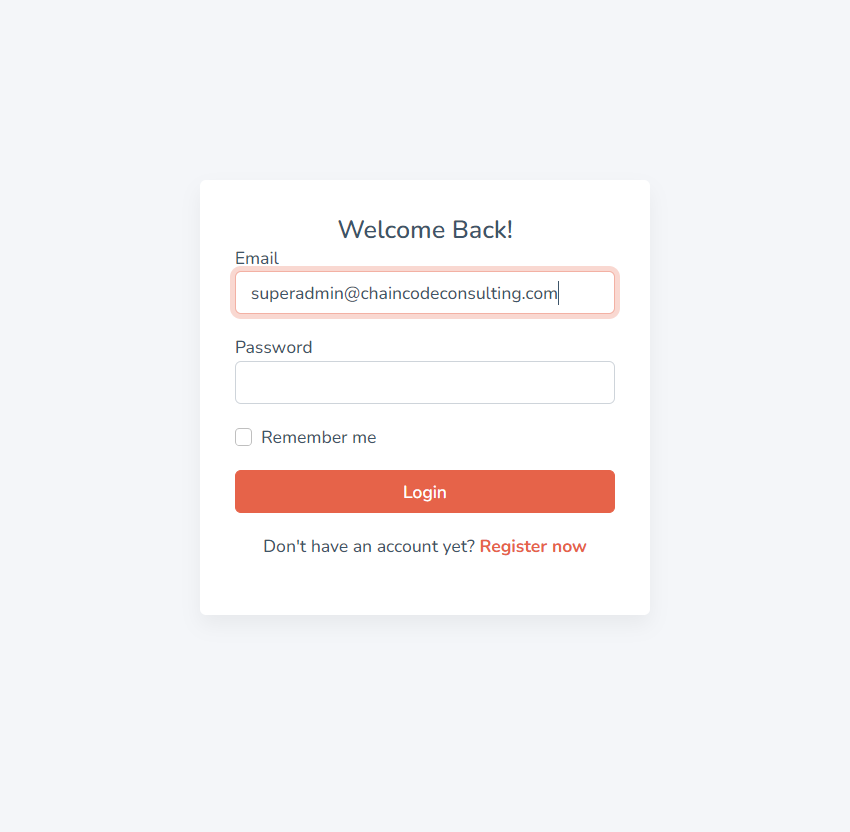 Welcome Back!
Email
superadmin@chaincodeconsulting.com
Password
Remember me
Login
Don't have an account yet? Register now